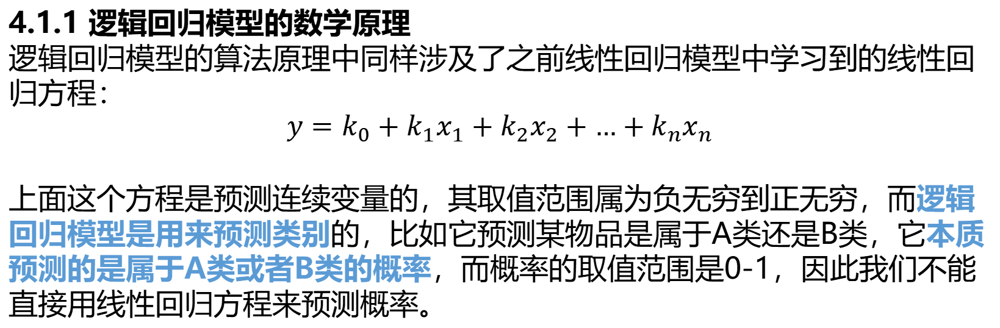 4.1.1 逻辑回归模型的数学原理
逻辑回归模型的算法原理中同样涉及了之前线性回归模型中学习到的线性回
归方程：
y = k₀ + k₁x₁ + k₂x₂ + … + kₙxₙ
上面这个方程是预测连续变量的，其取值范围属为负无穷到正无穷，而逻辑
回归模型是用来预测类别的，比如它预测某物品是属于A类还是B类，它本质
预测的是属于A类或者B类的概率，而概率的取值范围是0-1，因此我们不能
直接用线性回归方程来预测概率。